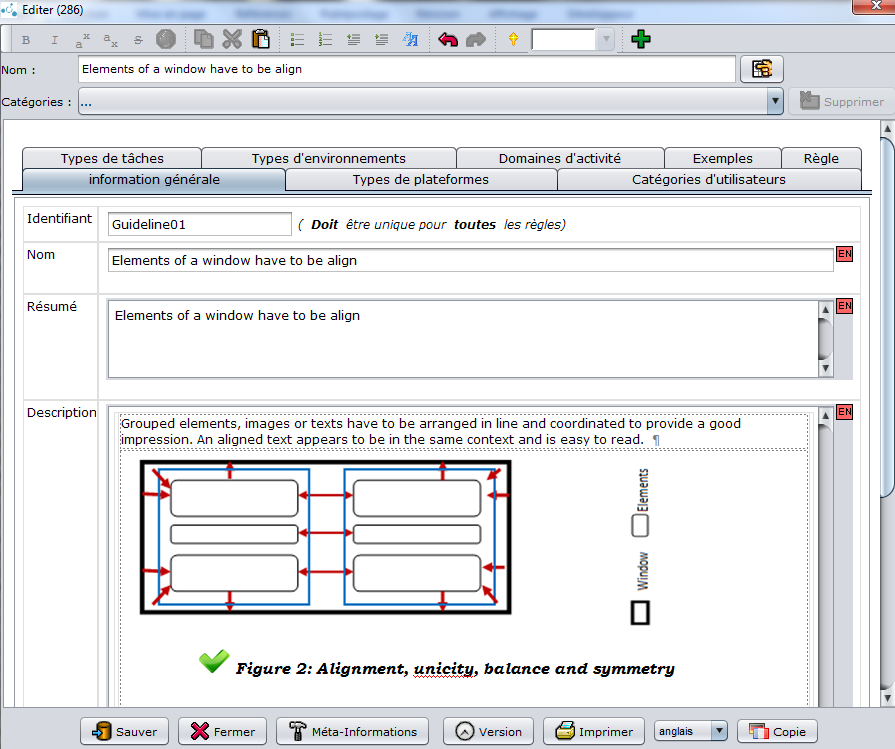 Editer (286)
B I a x a x S
Nom :
Elements of a window have to be align
Catégories :
...
Supprimer
Types de tâches
Types d'environnements
Domaines d'activité
Exemples
Règle
information générale
Types de plateformes
Catégories d'utilisateurs
Identifiant
Guideline01
( Doit être unique pour toutes les règles)
Nom
Elements of a window have to be align
EN
Résumé
Elements of a window have to be align
EN
Description
Grouped elements, images or texts have to be arranged in line and coordinated to provide a good
impression. An aligned text appears to be in the same context and is easy to read. ¶
EN
Elements
Window
Figure 2: Alignment, unicity, balance and symmetry
Sauver
Fermer
Méta-Informations
Version
Imprimer
anglais
Copie